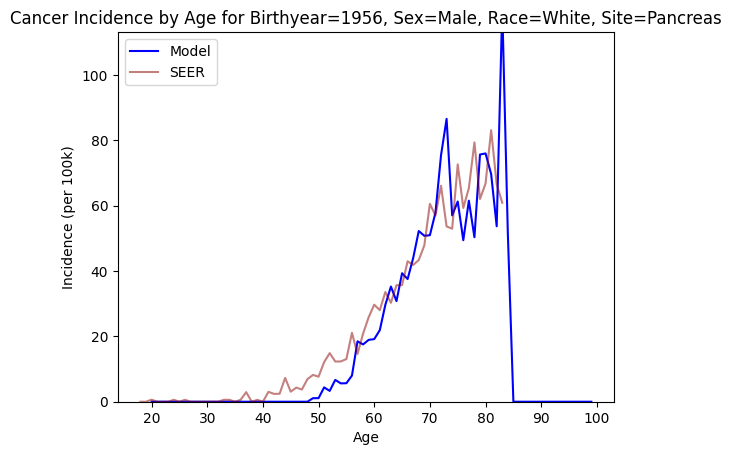 Cancer Incidence by Age for Birthyear=1956, Sex=Male, Race=White, Site=Pancreas
Model
SEER
100
80
60
40
20
0
Incidence (per 100k)
20 30 40 50 60 70 80 90 100
Age